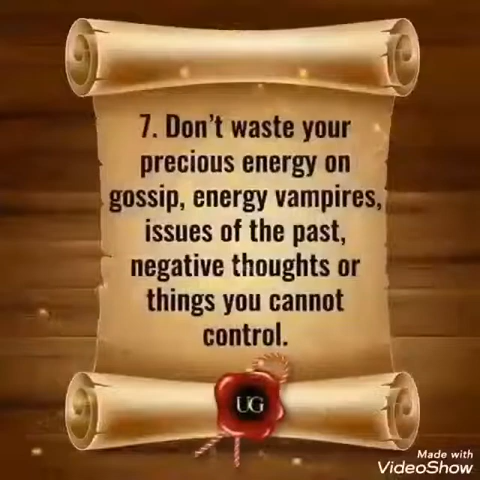 7. Don't waste your
precious energy on
gossip, energy vampires,
issues of the past,
negative thoughts or
things you cannot
control.
UG
Made with
VideoShow